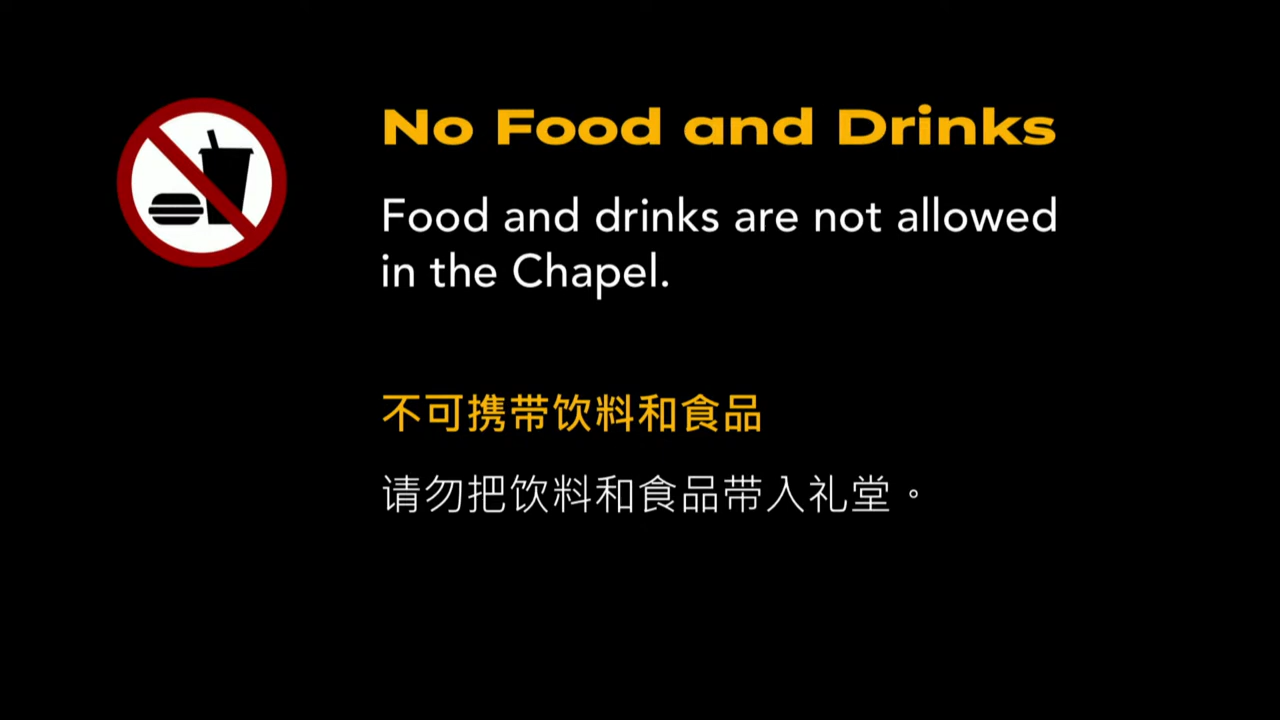 No Food and Drinks
Food and drinks are not allowed
in the Chapel.
不可携带饮料和食品
请勿把饮料和食品带入礼堂。